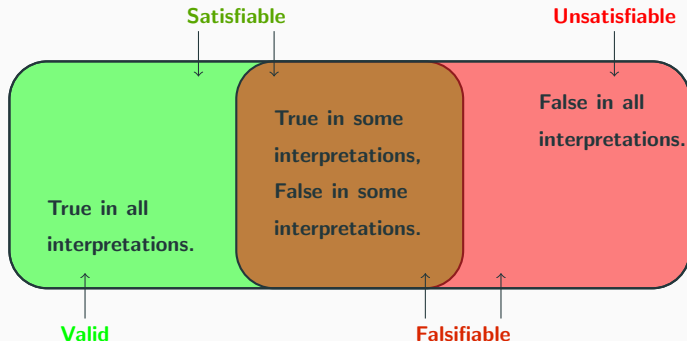 Satisfiable
Unsatisfiable
True in some
interpretations,
False in some
interpretations.
False in all
interpretations.
True in all
interpretations.
Valid
Falsifiable